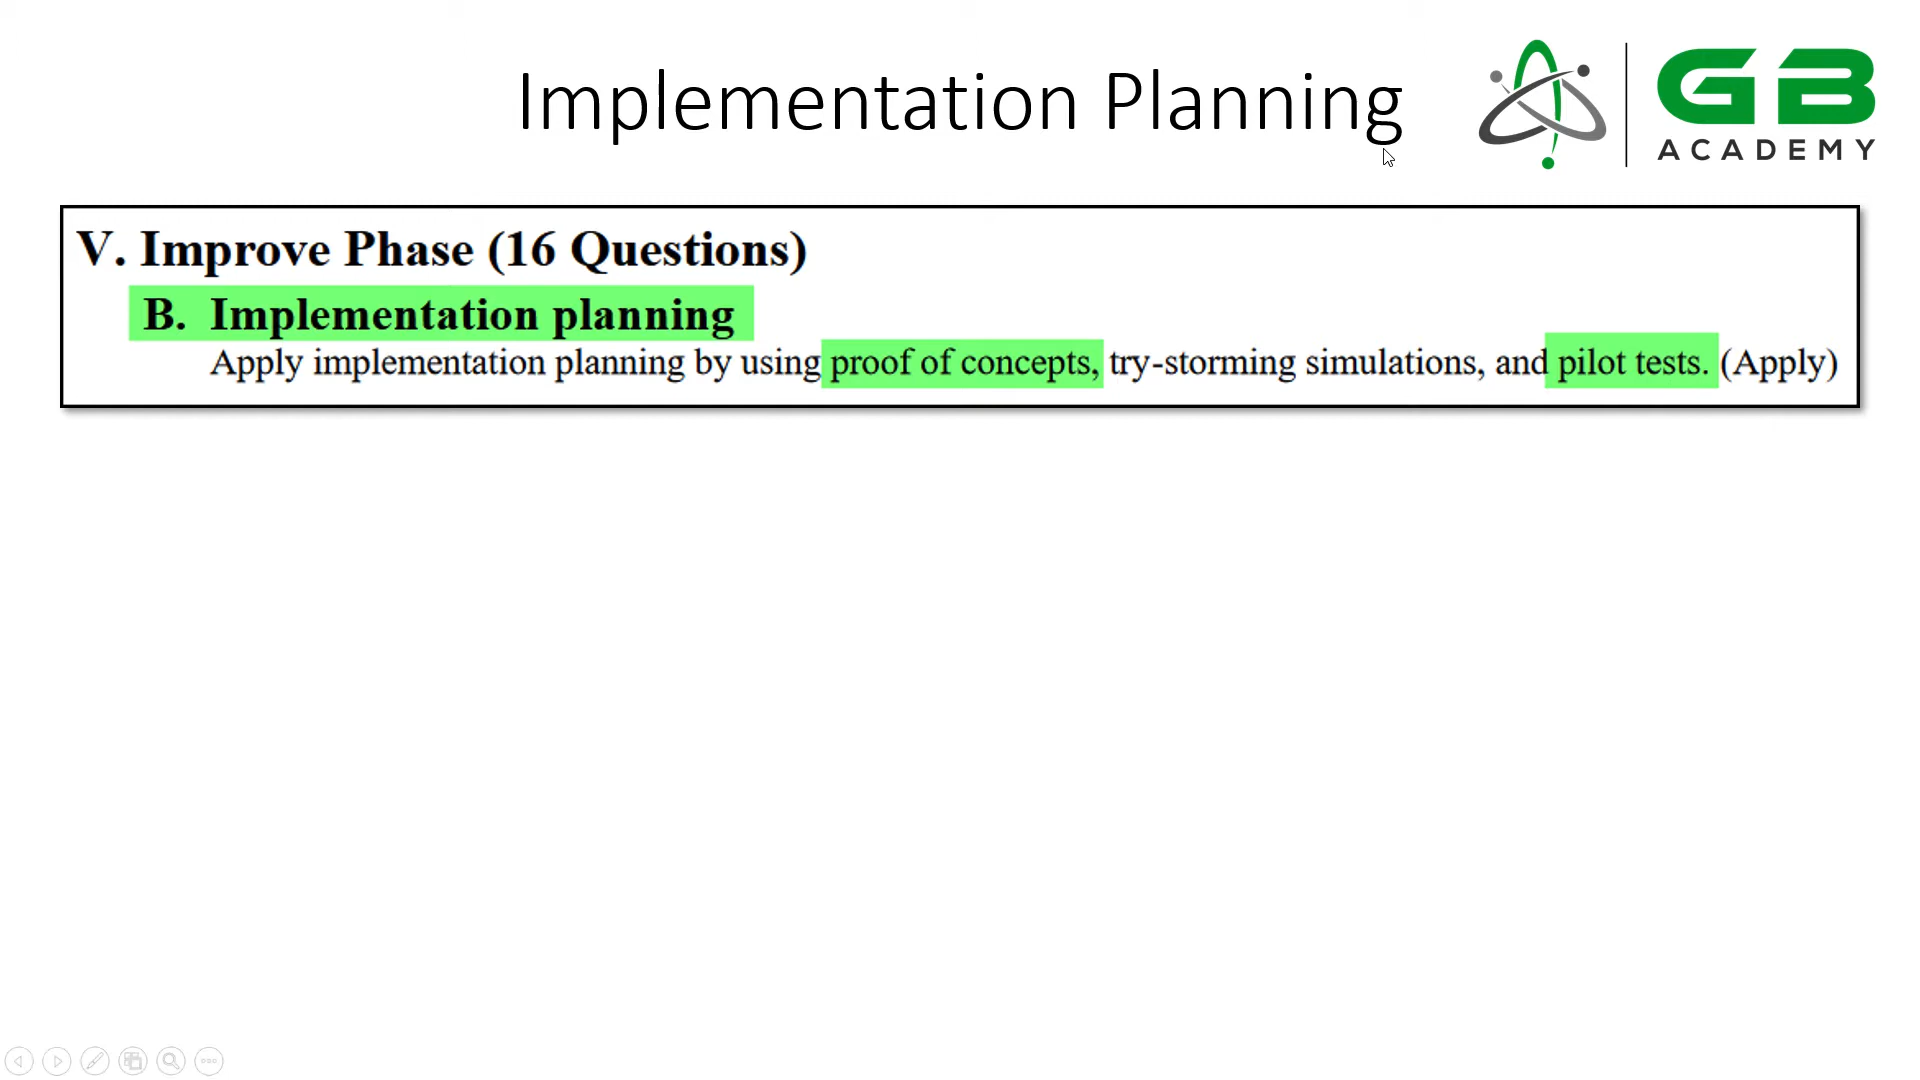 Implementation Planning
GB
ACADEMY
V. Improve Phase (16 Questions)
B. Implementation planning
Apply implementation planning by using proof of concepts, try-storming simulations, and pilot tests. (Apply)